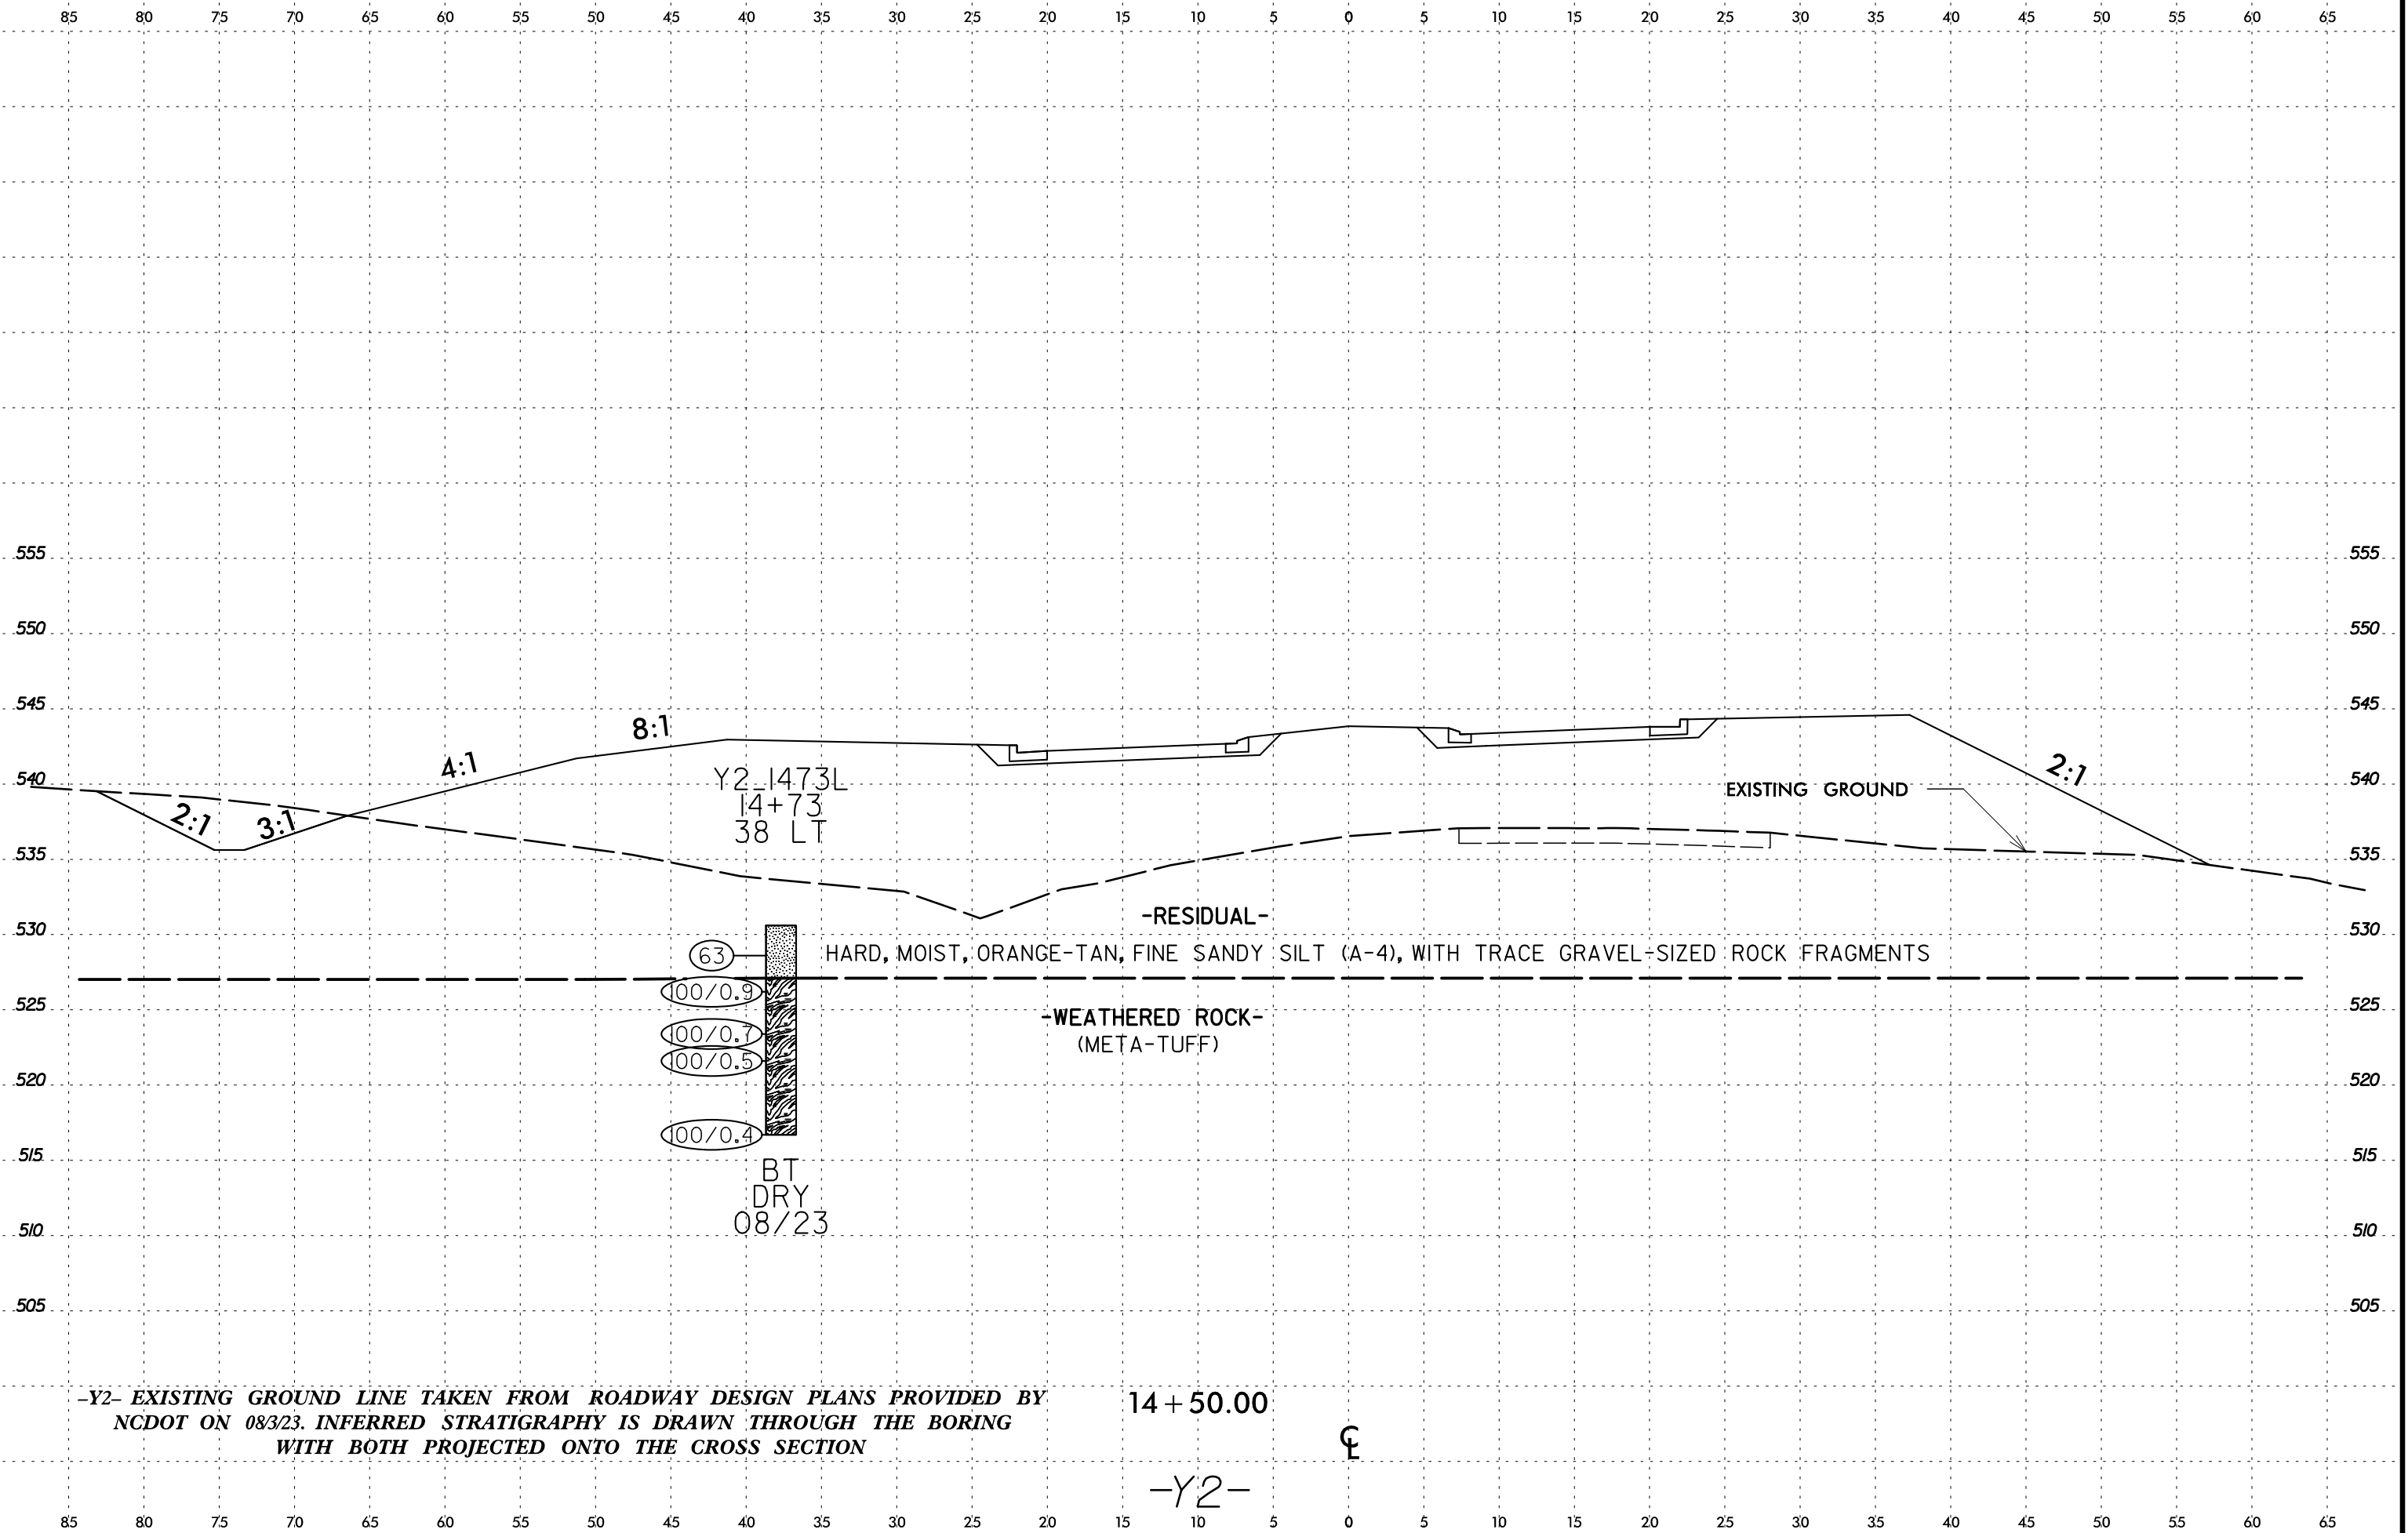 85 80 75 70 65 60 55 50 45 40 35 30 25 20 15 10 5 0 5 10 15 20 25 30 35 40 45 50 55 60 65
555 555
550 550
545 545
8:1
4:1
2:1
540 540
Y2_1473L
EXISTING GROUND
14+73
2:1 3:1
38 LT
535 535
-RESIDUAL-
530 530
63
HARD, MOIST, ORANGE-TAN, FINE SANDY SILT (A-4), WITH TRACE GRAVEL-SIZED ROCK FRAGMENTS
100/0.9
525 525
-WEATHERED ROCK-
100/0.7
(META-TUFF)
100/0.5
520 520
100/0.4
515 515
BT
DRY
08/23
510 510
505 505
-Y2- EXISTING GROUND LINE TAKEN FROM ROADWAY DESIGN PLANS PROVIDED BY
NCDOT ON 08/3/23. INFERRED STRATIGRAPHY IS DRAWN THROUGH THE BORING
WITH BOTH PROJECTED ONTO THE CROSS SECTION
14+50.00
℄
-Y2-
85 80 75 70 65 60 55 50 45 40 35 30 25 20 15 10 5 0 5 10 15 20 25 30 35 40 45 50 55 60 65